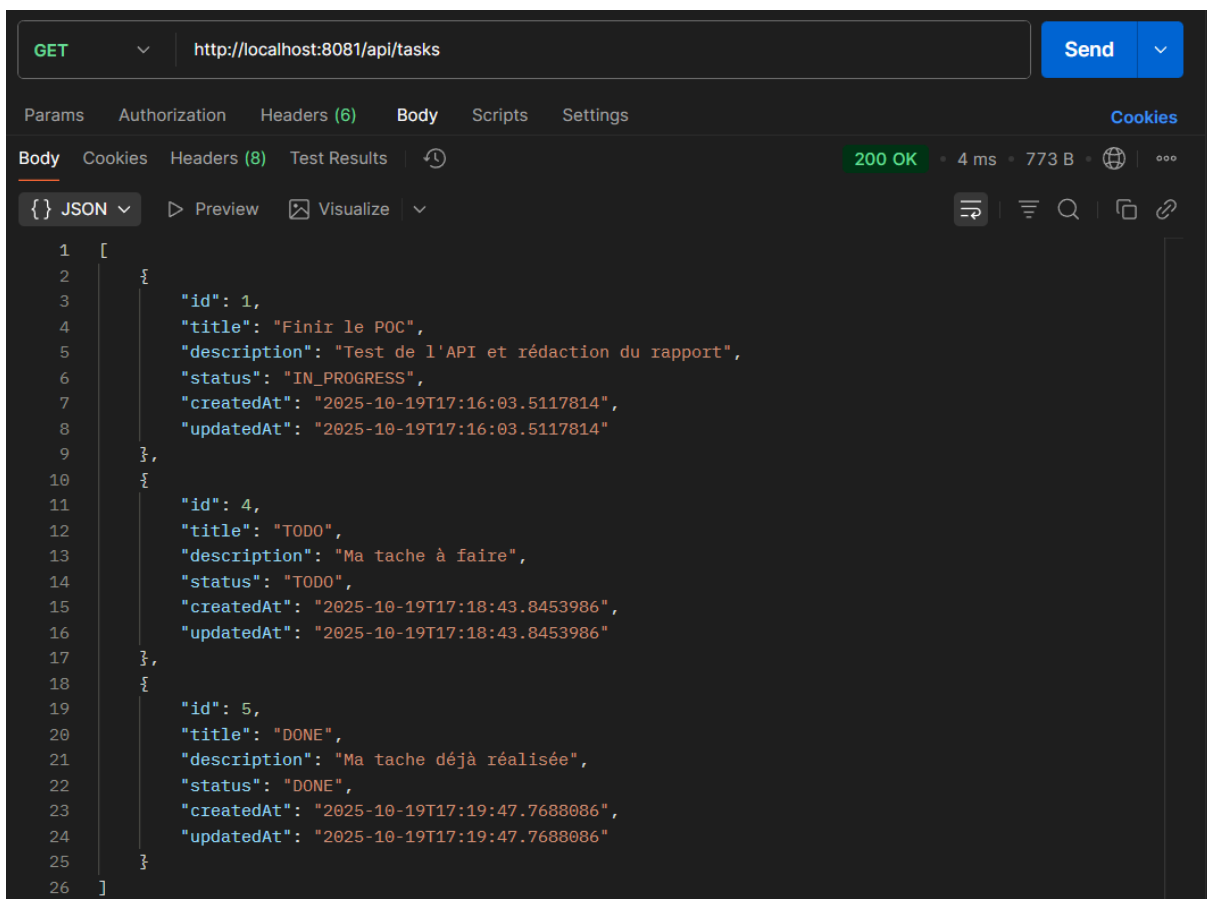 GET http://localhost:8081/api/tasks Send
Params Authorization Headers (6) Body Scripts Settings Cookies
Body Cookies Headers (8) Test Results 200 OK • 4 ms • 773 B •
{} JSON Preview Visualize
1 [
2 {
3 "id": 1,
4 "title": "Finir le POC",
5 "description": "Test de l'API et rédaction du rapport",
6 "status": "IN_PROGRESS",
7 "createdAt": "2025-10-19T17:16:03.5117814",
8 "updatedAt": "2025-10-19T17:16:03.5117814"
9 },
10 {
11 "id": 4,
12 "title": "TODO",
13 "description": "Ma tache à faire",
14 "status": "TODO",
15 "createdAt": "2025-10-19T17:18:43.8453986",
16 "updatedAt": "2025-10-19T17:18:43.8453986"
17 },
18 {
19 "id": 5,
20 "title": "DONE",
21 "description": "Ma tache déjà réalisée",
22 "status": "DONE",
23 "createdAt": "2025-10-19T17:19:47.7688086",
24 "updatedAt": "2025-10-19T17:19:47.7688086"
25 }
26 ]